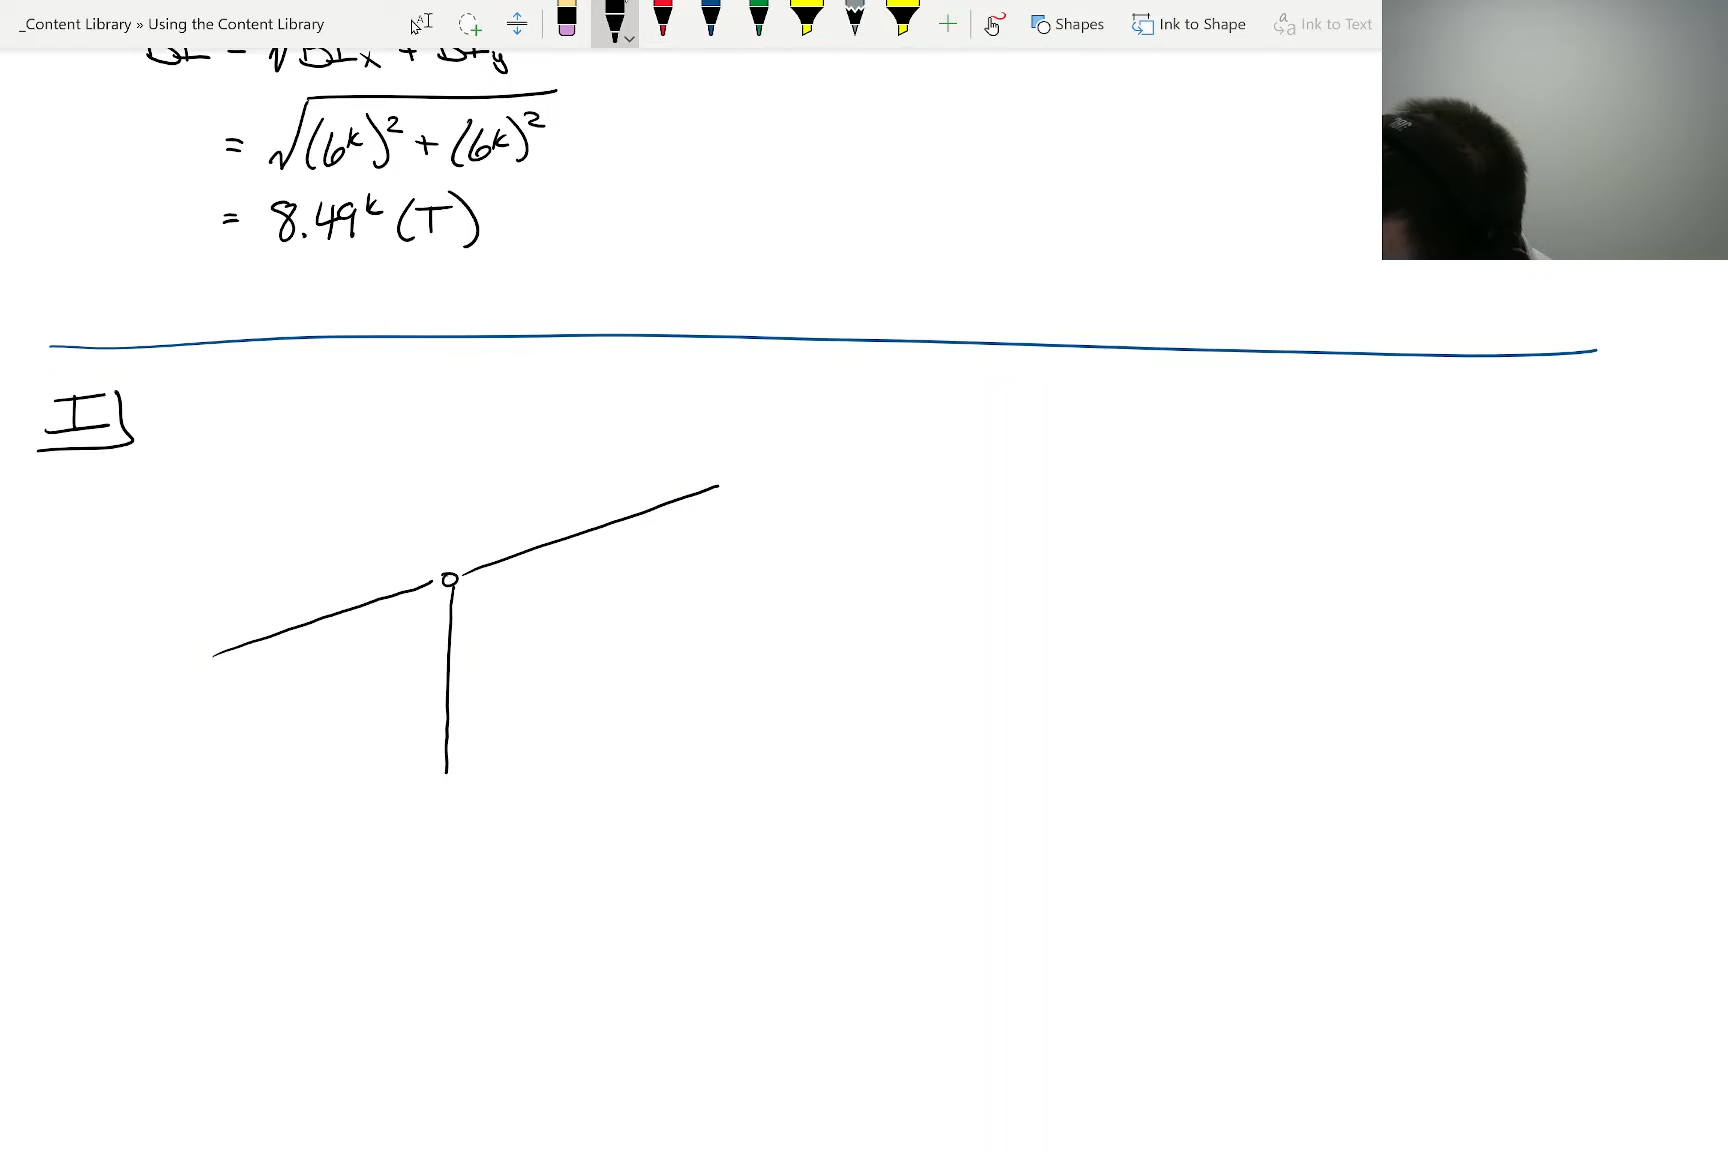 _Content Library » Using the Content Library
Shapes
Ink to Shape
Ink to Text
= √(6ᵏ)² + (6ᵏ)²
= 8.49ᵏ (T)
I)